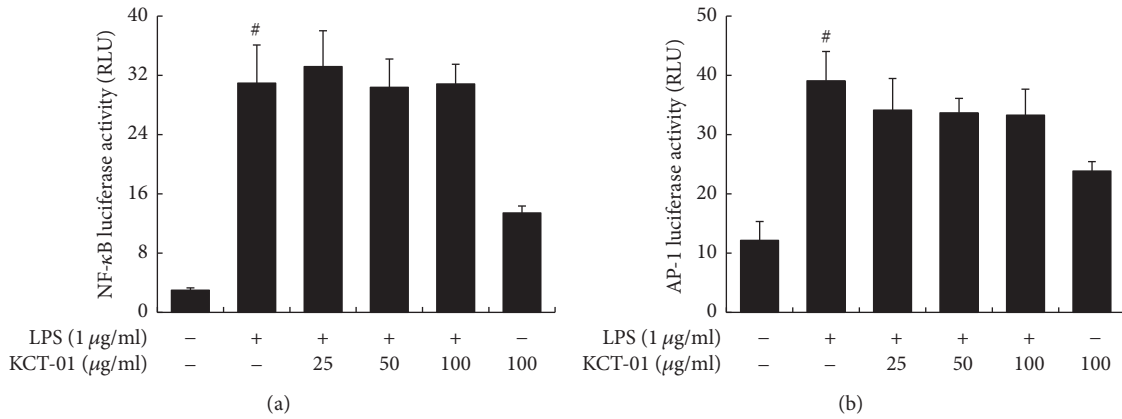 NF-κB luciferase activity (RLU)
40
32
24
16
8
0
#
LPS (1 μg/ml) − + + + + −
KCT-01 (μg/ml) − − 25 50 100 100
(a)
AP-1 luciferase activity (RLU)
50
40
30
20
10
0
#
LPS (1 μg/ml) − + + + + −
KCT-01 (μg/ml) − − 25 50 100 100
(b)